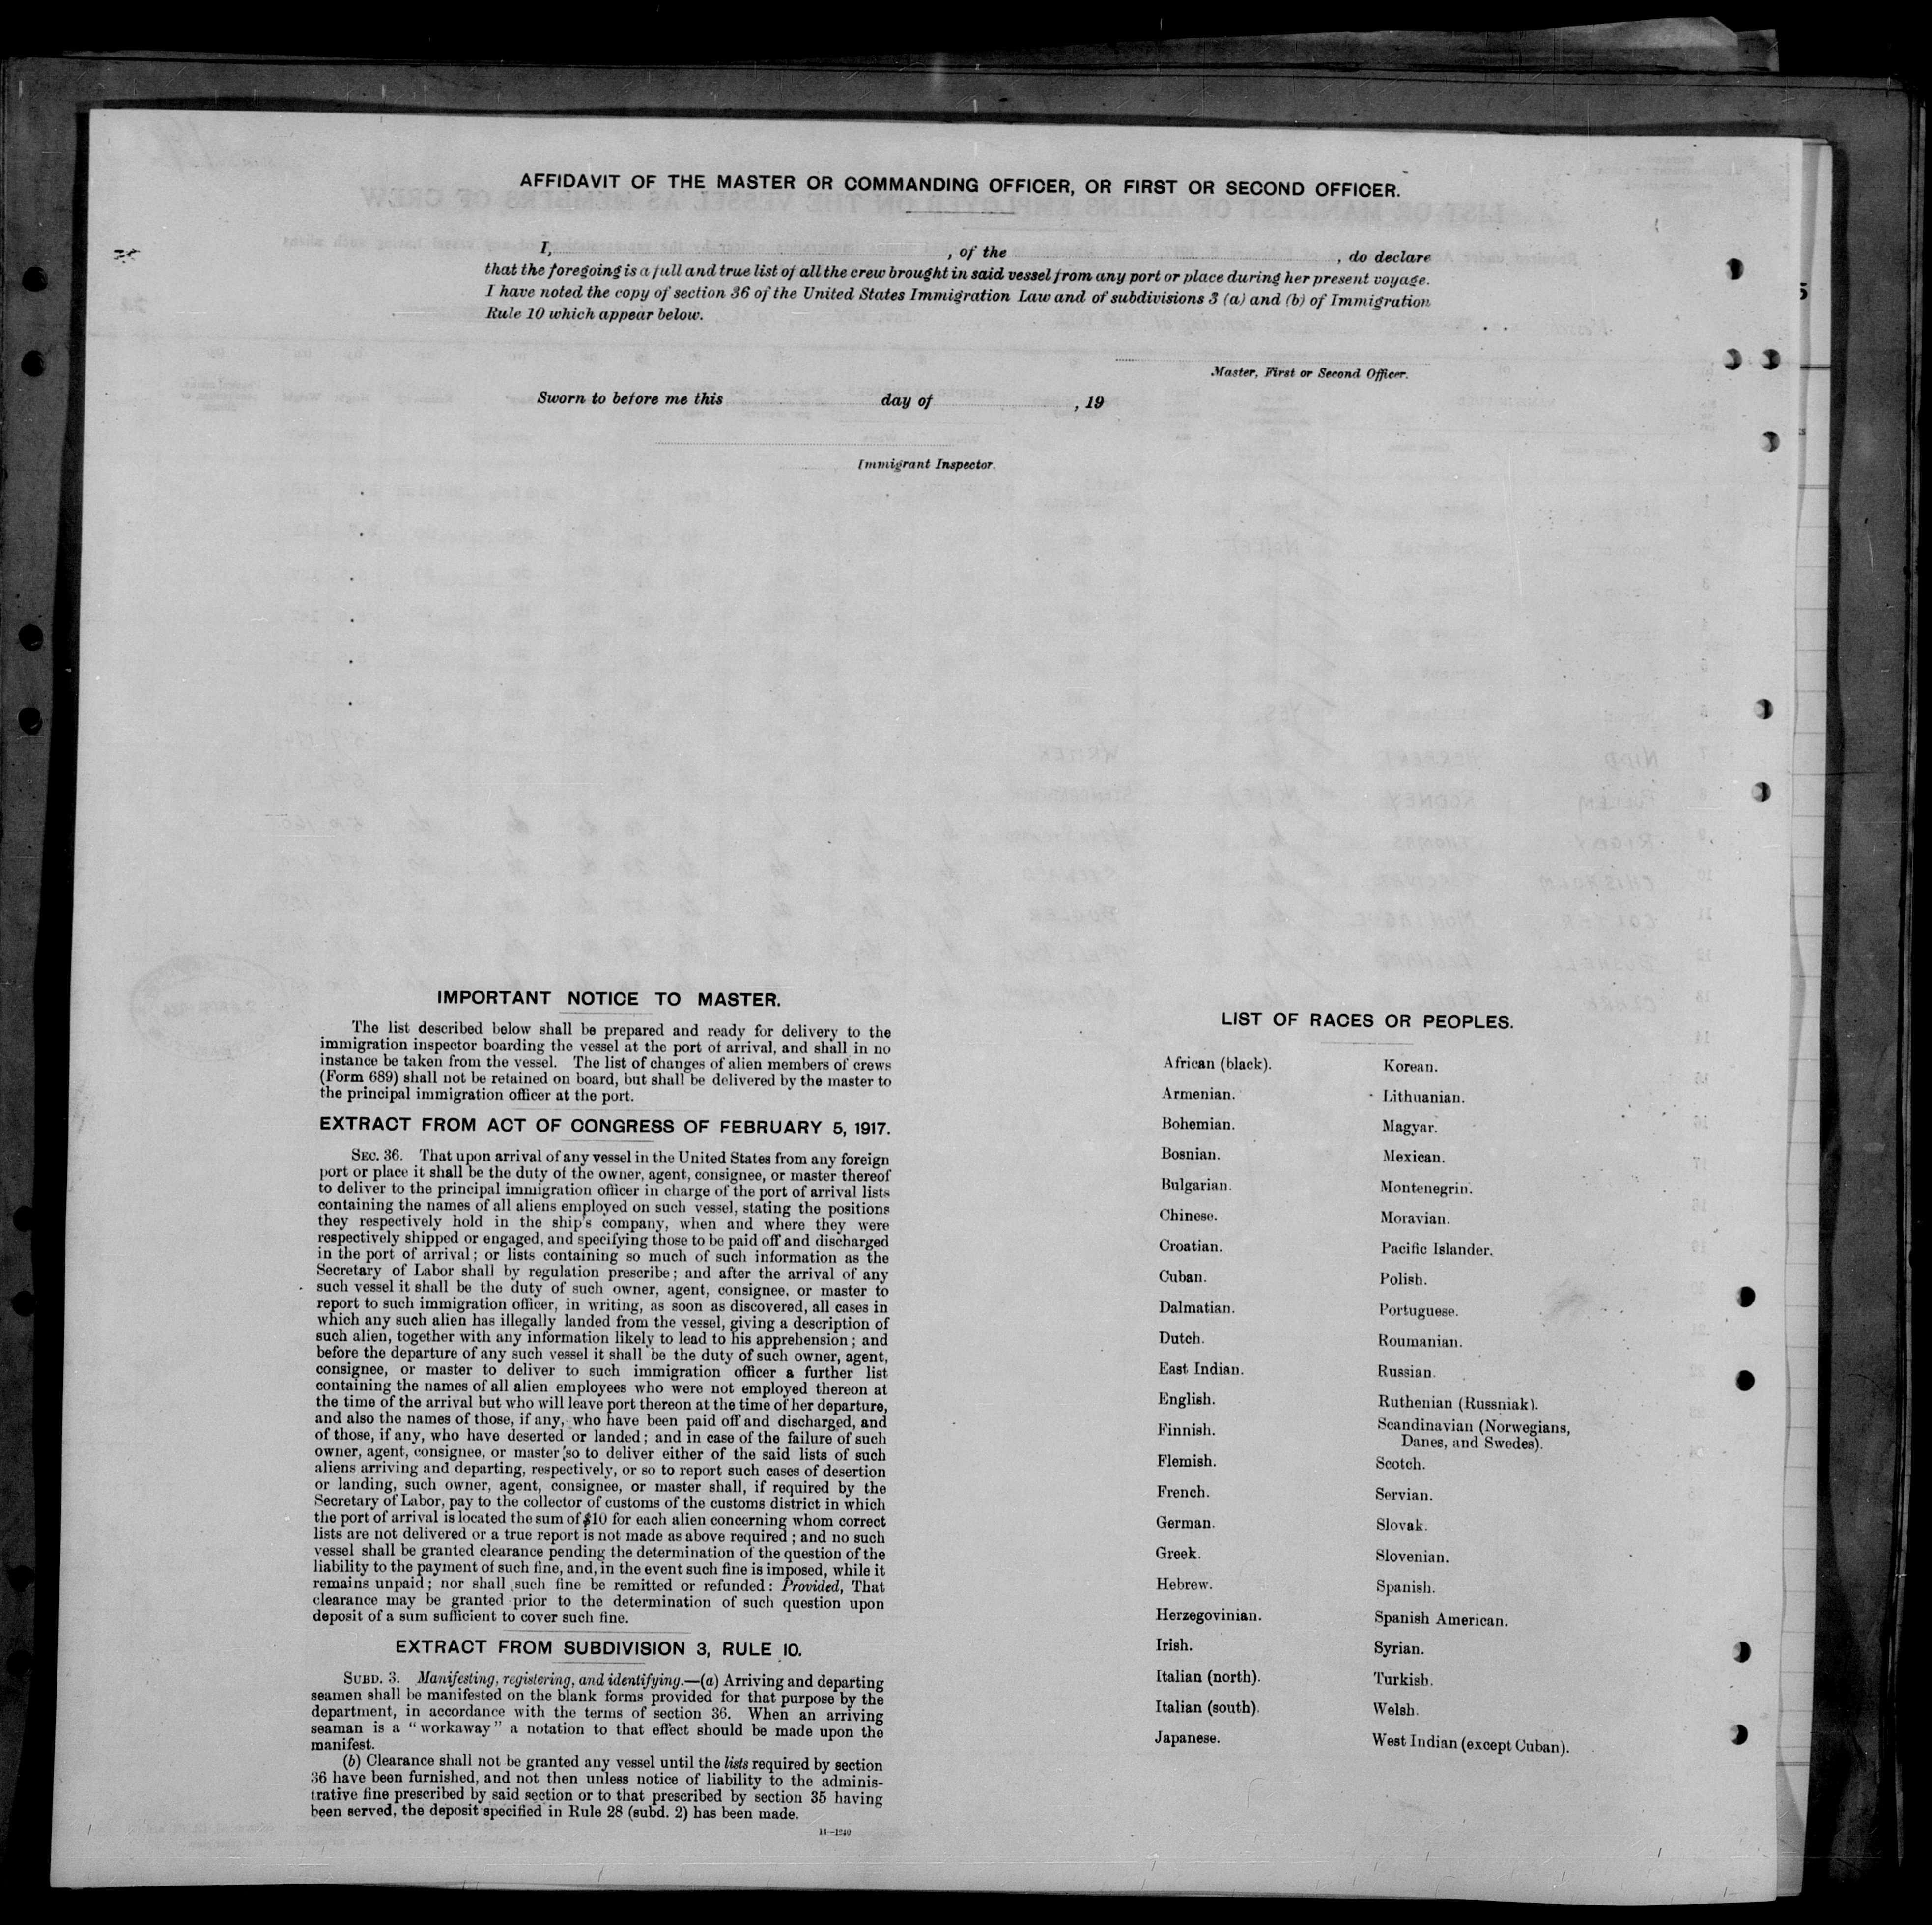 AFFIDAVIT OF THE MASTER OR COMMANDING OFFICER, OR FIRST OR SECOND OFFICER.
I, , of the , do declare
that the foregoing is a full and true list of all the crew brought in said vessel from any port or place during her present voyage.
I have noted the copy of section 36 of the United States Immigration Law and of subdivisions 3 (a) and (b) of Immigration
Rule 10 which appear below.
Master, First or Second Officer.
Sworn to before me this day of , 19
Immigrant Inspector.
IMPORTANT NOTICE TO MASTER.
The list described below shall be prepared and ready for delivery to the
immigration inspector boarding the vessel at the port of arrival, and shall in no
instance be taken from the vessel. The list of changes of alien members of crews
(Form 689) shall not be retained on board, but shall be delivered by the master to
the principal immigration officer at the port.
EXTRACT FROM ACT OF CONGRESS OF FEBRUARY 5, 1917.
SEC. 36. That upon arrival of any vessel in the United States from any foreign
port or place it shall be the duty of the owner, agent, consignee, or master thereof
to deliver to the principal immigration officer in charge of the port of arrival lists
containing the names of all aliens employed on such vessel, stating the positions
they respectively hold in the ship's company, when and where they were
respectively shipped or engaged, and specifying those to be paid off and discharged
in the port of arrival; or lists containing so much of such information as the
Secretary of Labor shall by regulation prescribe; and after the arrival of any
such vessel it shall be the duty of such owner, agent, consignee, or master to
report to such immigration officer, in writing, as soon as discovered, all cases in
which any such alien has illegally landed from the vessel, giving a description of
such alien, together with any information likely to lead to his apprehension; and
before the departure of any such vessel it shall be the duty of such owner, agent,
consignee, or master to deliver to such immigration officer a further list
containing the names of all alien employees who were not employed thereon at
the time of the arrival but who will leave port thereon at the time of her departure,
and also the names of those, if any, who have been paid off and discharged, and
of those, if any, who have deserted or landed; and in case of the failure of such
owner, agent, consignee, or master so to deliver either of the said lists of such
aliens arriving and departing, respectively, or so to report such cases of desertion
or landing, such owner, agent, consignee, or master shall, if required by the
Secretary of Labor, pay to the collector of customs of the customs district in which
the port of arrival is located the sum of $10 for each alien concerning whom correct
lists are not delivered or a true report is not made as above required; and no such
vessel shall be granted clearance pending the determination of the question of the
liability to the payment of such fine, and, in the event such fine is imposed, while it
remains unpaid; nor shall such fine be remitted or refunded: Provided, That
clearance may be granted prior to the determination of such question upon
deposit of a sum sufficient to cover such fine.
EXTRACT FROM SUBDIVISION 3, RULE 10.
SUBD. 3. Manifesting, registering, and identifying.—(a) Arriving and departing
seamen shall be manifested on the blank forms provided for that purpose by the
department, in accordance with the terms of section 36. When an arriving
seaman is a "workaway" a notation to that effect should be made upon the
manifest.
(b) Clearance shall not be granted any vessel until the lists required by section
36 have been furnished, and not then unless notice of liability to the adminis-
trative fine prescribed by said section or to that prescribed by section 35 having
been served, the deposit specified in Rule 28 (subd. 2) has been made.
14—1240
LIST OF RACES OR PEOPLES.
African (black).
Armenian.
Bohemian.
Bosnian.
Bulgarian.
Chinese.
Croatian.
Cuban.
Dalmatian.
Dutch.
East Indian.
English.
Finnish.
Flemish.
French.
German.
Greek.
Hebrew.
Herzegovinian.
Irish.
Italian (north).
Italian (south).
Japanese.
Korean.
Lithuanian.
Magyar.
Mexican.
Montenegrin.
Moravian.
Pacific Islander.
Polish.
Portuguese.
Roumanian.
Russian.
Ruthenian (Russniak).
Scandinavian (Norwegians,
Danes, and Swedes).
Scotch.
Servian.
Slovak.
Slovenian.
Spanish.
Spanish American.
Syrian.
Turkish.
Welsh.
West Indian (except Cuban).